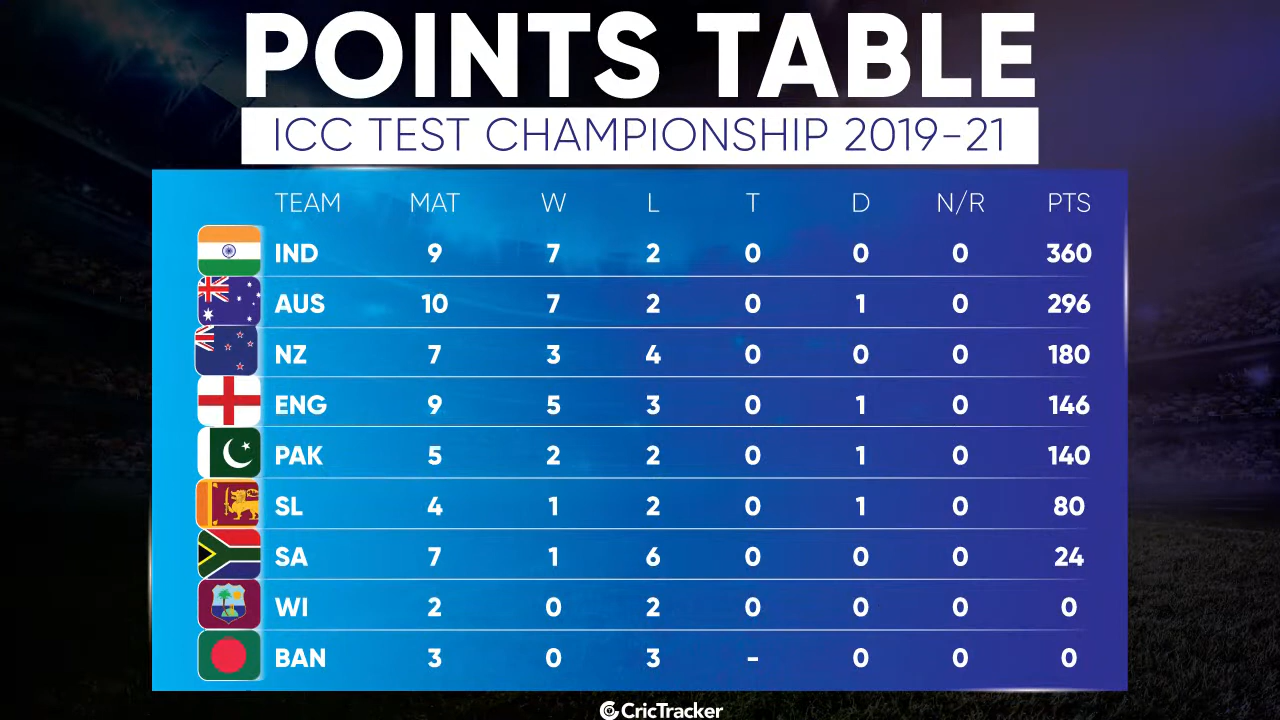 POINTS TABLE
ICC TEST CHAMPIONSHIP 2019-21
TEAM MAT W L T D N/R PTS
IND 9 7 2 0 0 0 360
AUS 10 7 2 0 1 0 296
NZ 7 3 4 0 0 0 180
ENG 9 5 3 0 1 0 146
PAK 5 2 2 0 1 0 140
SL 4 1 2 0 1 0 80
SA 7 1 6 0 0 0 24
WI 2 0 2 0 0 0 0
BAN 3 0 3 - 0 0 0
CricTracker